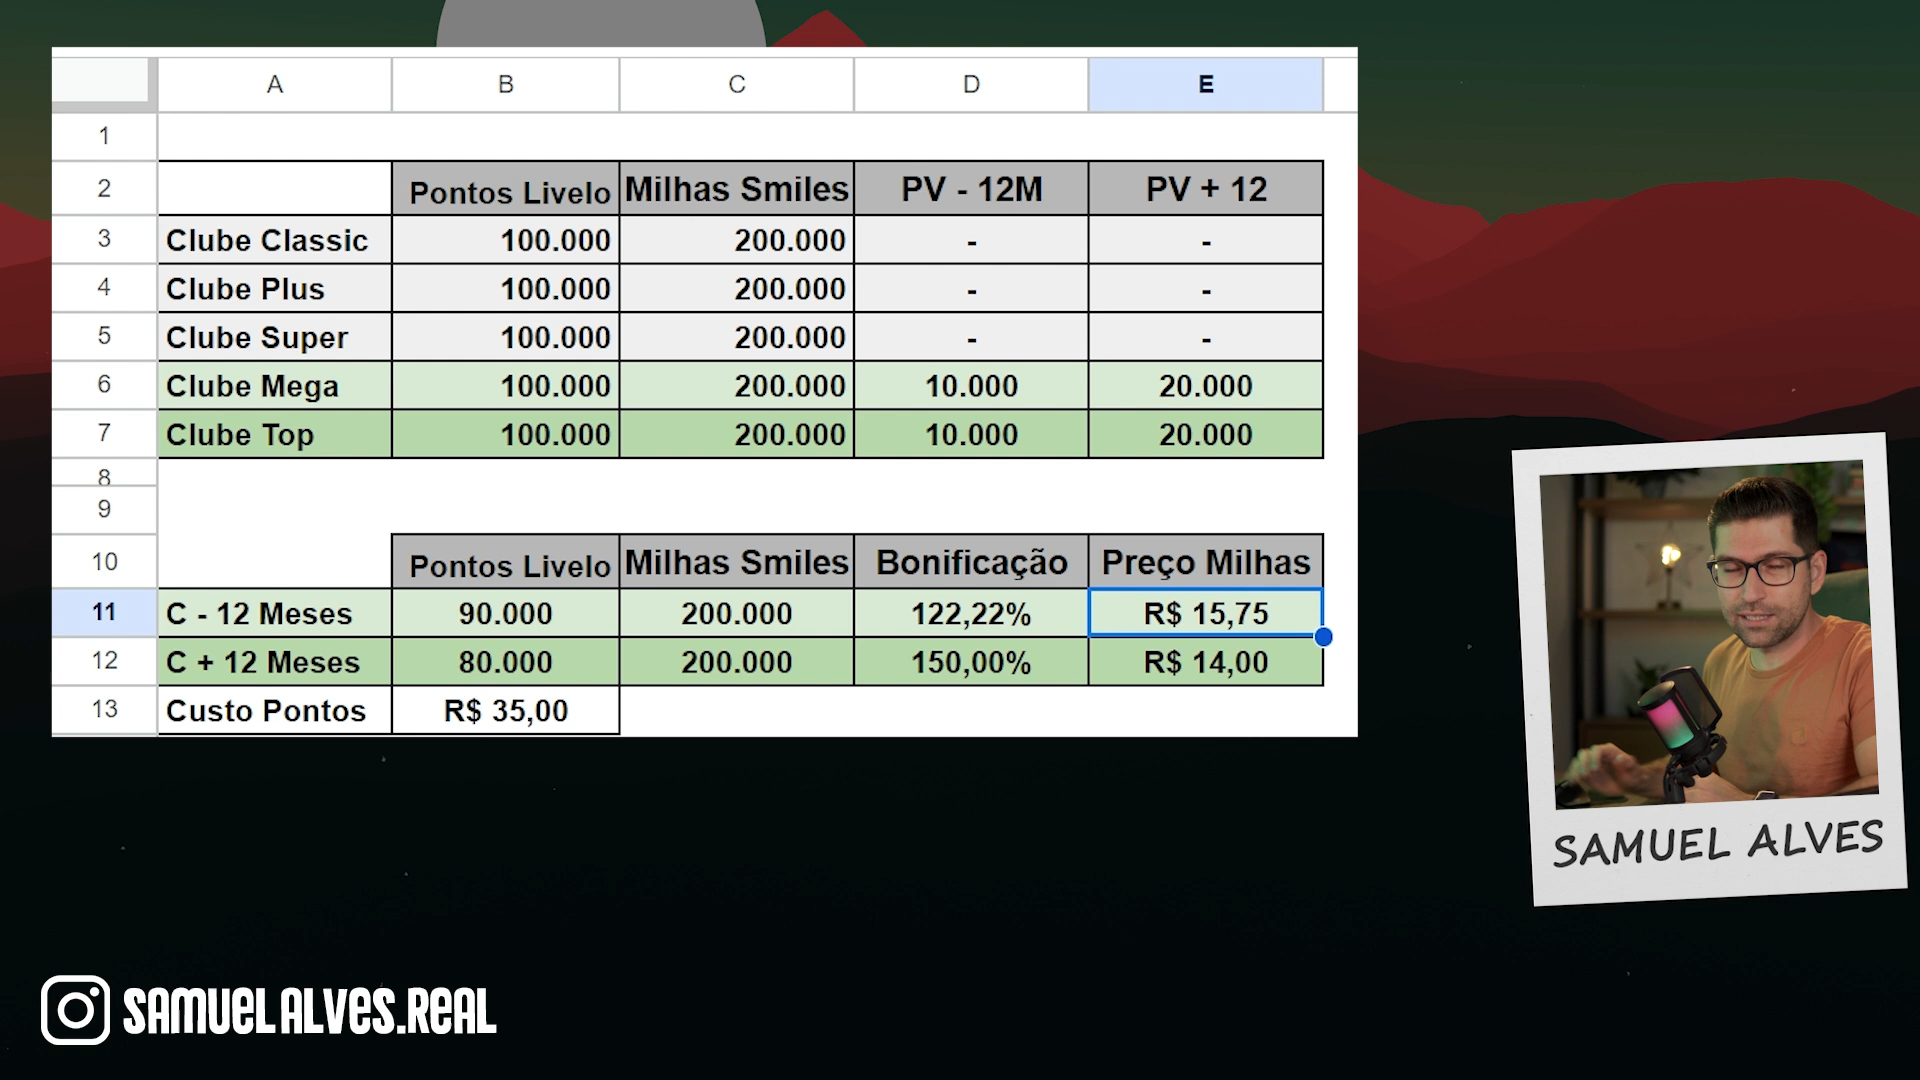 A B C D E
1
2 Pontos Livelo Milhas Smiles PV - 12M PV + 12
3 Clube Classic 100.000 200.000 - -
4 Clube Plus 100.000 200.000 - -
5 Clube Super 100.000 200.000 - -
6 Clube Mega 100.000 200.000 10.000 20.000
7 Clube Top 100.000 200.000 10.000 20.000
8
9
10 Pontos Livelo Milhas Smiles Bonificação Preço Milhas
11 C - 12 Meses 90.000 200.000 122,22% R$ 15,75
12 C + 12 Meses 80.000 200.000 150,00% R$ 14,00
13 Custo Pontos R$ 35,00
SAMUEL ALVES
SAMUELALVES.REAL